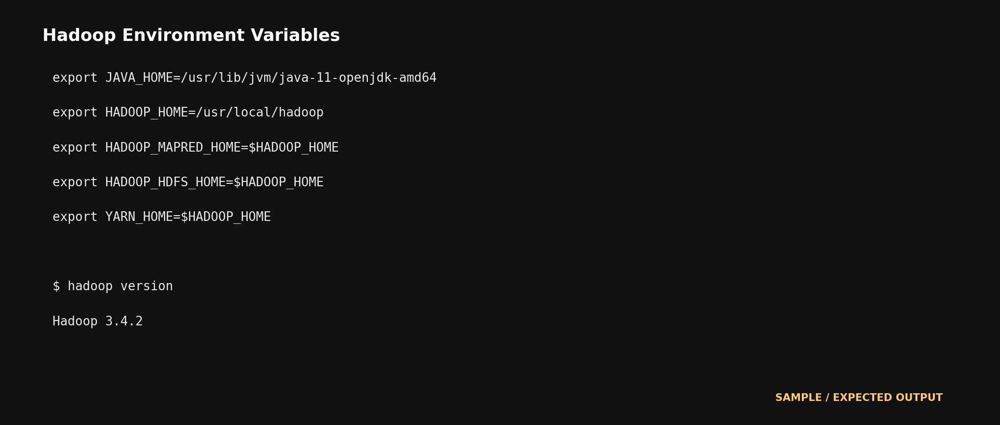 Hadoop Environment Variables
export JAVA_HOME=/usr/lib/jvm/java-11-openjdk-amd64
export HADOOP_HOME=/usr/local/hadoop
export HADOOP_MAPRED_HOME=$HADOOP_HOME
export HADOOP_HDFS_HOME=$HADOOP_HOME
export YARN_HOME=$HADOOP_HOME
$ hadoop version
Hadoop 3.4.2
SAMPLE / EXPECTED OUTPUT